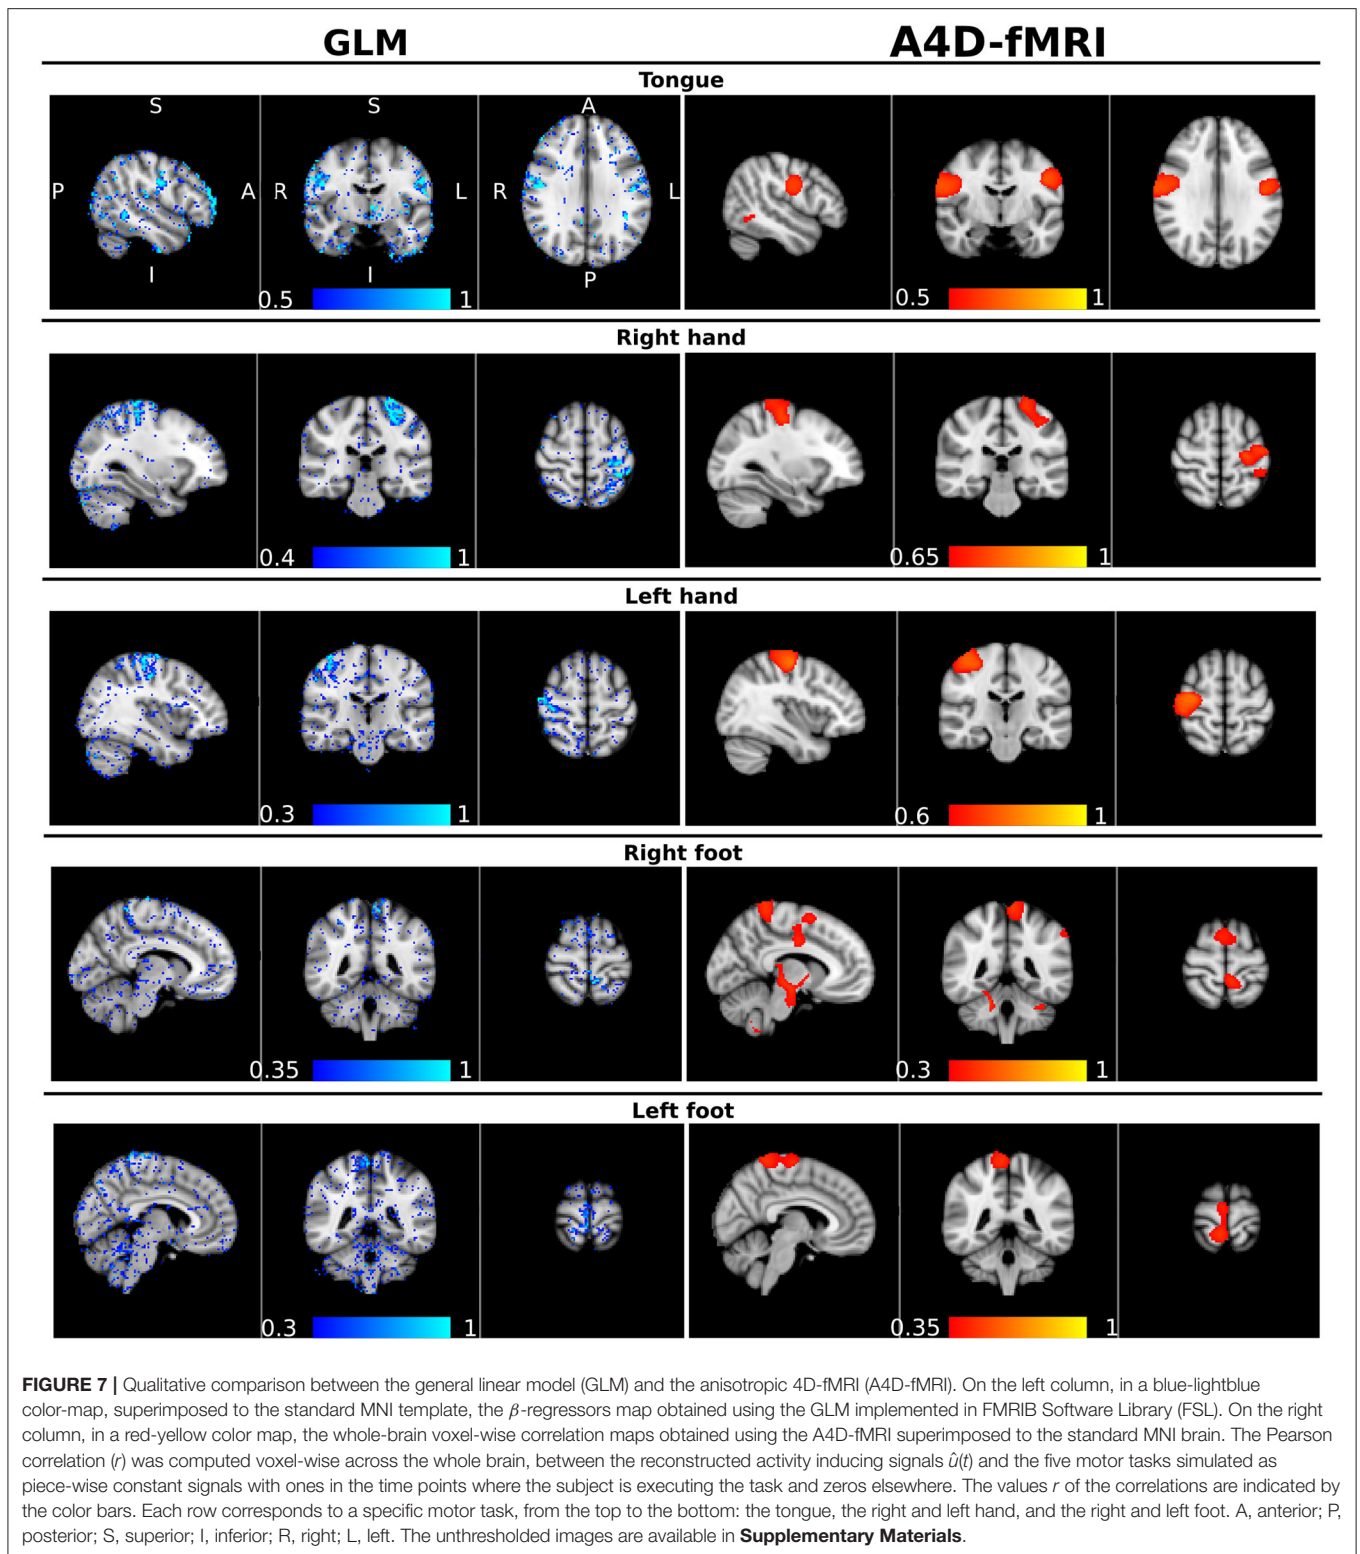 GLM
A4D-fMRI
Tongue
S
S
A
P
A
R
L
R
L
I
I
P
0.5
1
0.5
1
Right hand
0.4
1
0.65
1
Left hand
0.3
1
0.6
1
Right foot
0.35
1
0.3
1
Left foot
0.3
1
0.35
1
FIGURE 7 | Qualitative comparison between the general linear model (GLM) and the anisotropic 4D-fMRI (A4D-fMRI). On the left column, in a blue-lightblue
color-map, superimposed to the standard MNI template, the β-regressors map obtained using the GLM implemented in FMRIB Software Library (FSL). On the right
column, in a red-yellow color map, the whole-brain voxel-wise correlation maps obtained using the A4D-fMRI superimposed to the standard MNI brain. The Pearson
correlation (r) was computed voxel-wise across the whole brain, between the reconstructed activity inducing signals û(t) and the five motor tasks simulated as
piece-wise constant signals with ones in the time points where the subject is executing the task and zeros elsewhere. The values r of the correlations are indicated by
the color bars. Each row corresponds to a specific motor task, from the top to the bottom: the tongue, the right and left hand, and the right and left foot. A, anterior; P,
posterior; S, superior; I, inferior; R, right; L, left. The unthresholded images are available in Supplementary Materials.